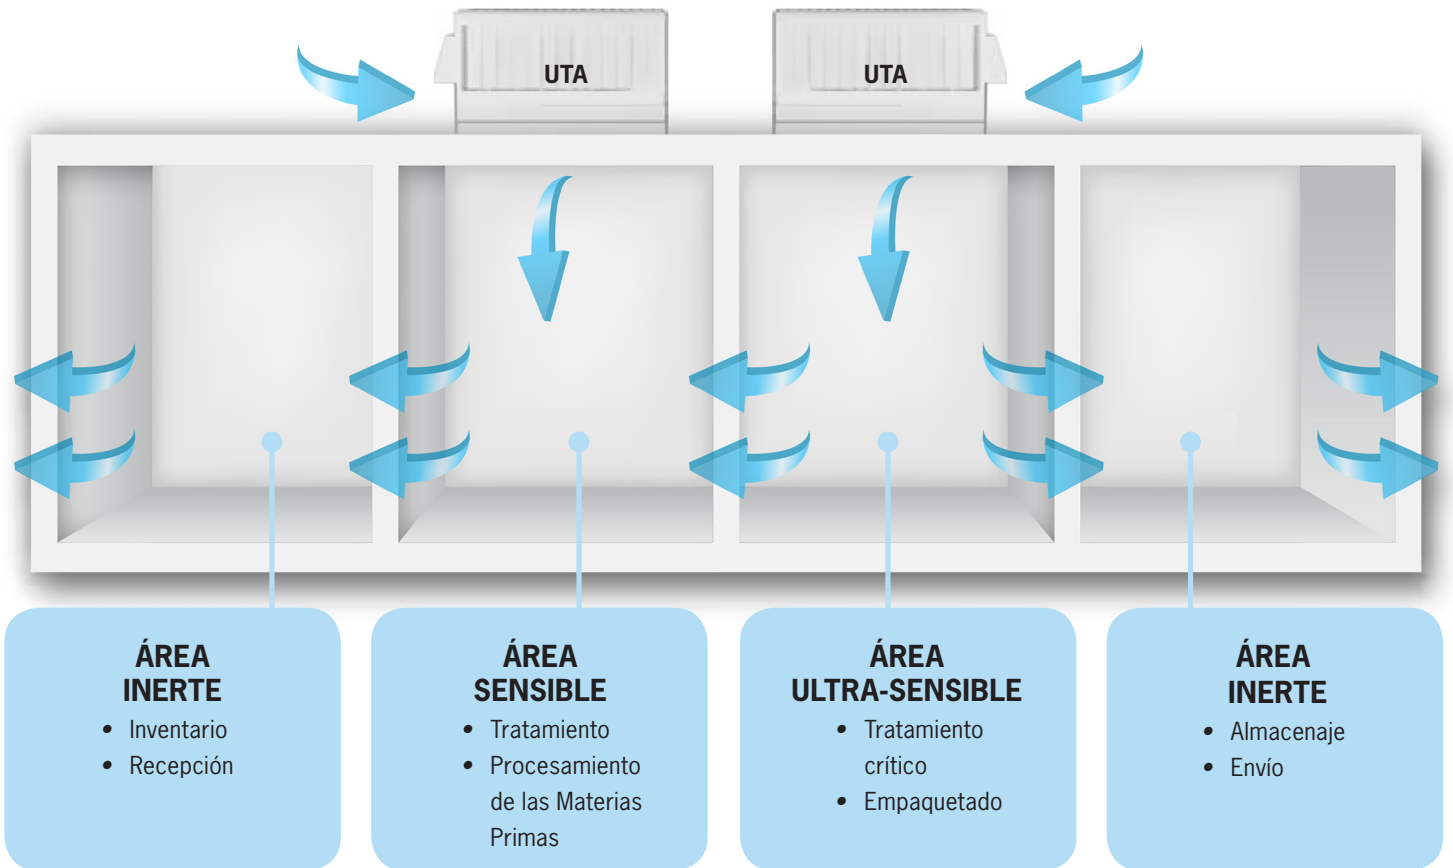 UTA
UTA
ÁREA
INERTE
• Inventario
• Recepción
ÁREA
SENSIBLE
• Tratamiento
• Procesamiento
de las Materias
Primas
ÁREA
ULTRA-SENSIBLE
• Tratamiento
crítico
• Empaquetado
ÁREA
INERTE
• Almacenaje
• Envío